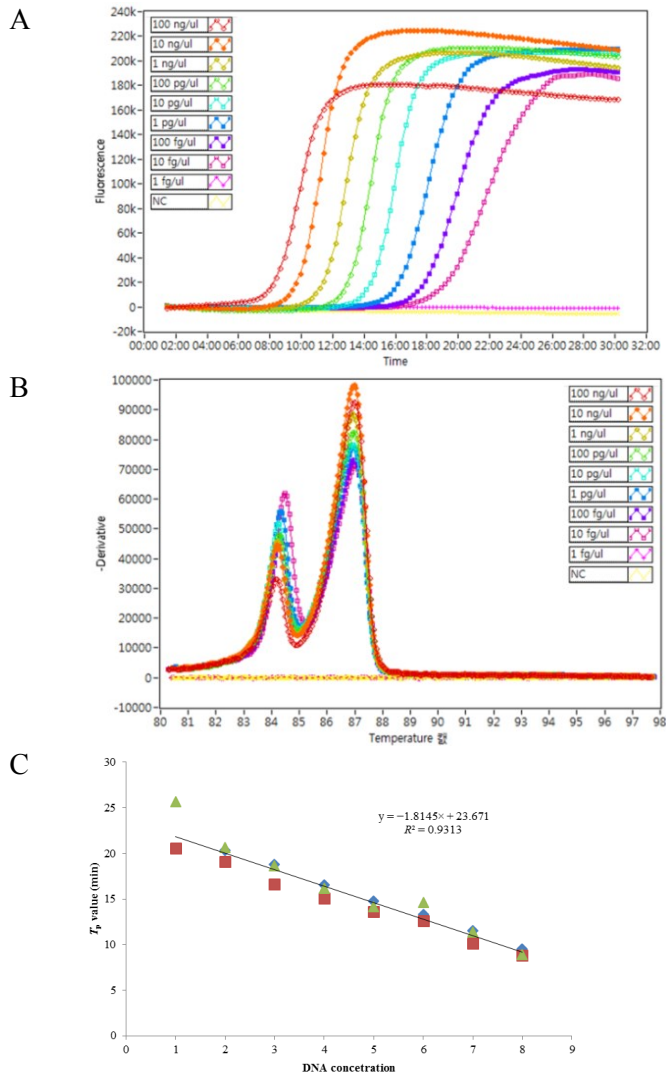 A
240k
220k
200k
180k
160k
140k
120k
100k
80k
60k
40k
20k
0
-20k
Fluorescence
100 ng/ul
10 ng/ul
1 ng/ul
100 pg/ul
10 pg/ul
1 pg/ul
100 fg/ul
10 fg/ul
1 fg/ul
NC
00:00 02:00 04:00 06:00 08:00 10:00 12:00 14:00 16:00 18:00 20:00 22:00 24:00 26:00 28:00 30:00 32:00
Time
B
100000
90000
80000
70000
60000
50000
40000
30000
20000
10000
0
-10000
-Derivative
100 ng/ul
10 ng/ul
1 ng/ul
100 pg/ul
10 pg/ul
1 pg/ul
100 fg/ul
10 fg/ul
1 fg/ul
NC
80 81 82 83 84 85 86 87 88 89 90 91 92 93 94 95 96 97 98
Temperature 값
C
30
25
20
15
10
5
0
Tp value (min)
y = −1.8145× + 23.671
R² = 0.9313
0 1 2 3 4 5 6 7 8 9
DNA concetration